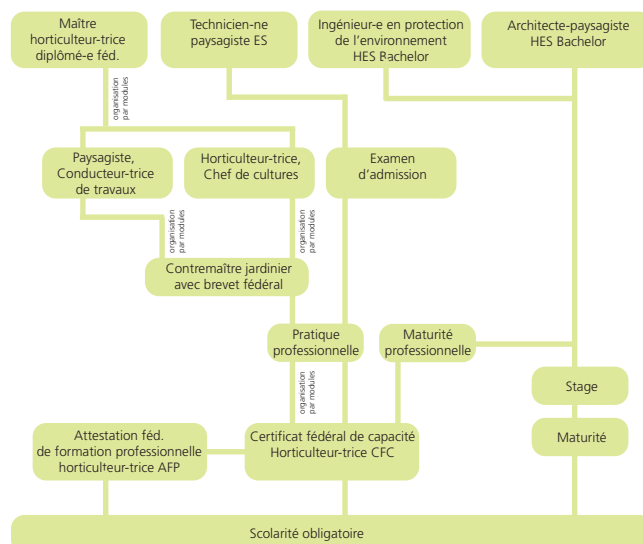 Maître
horticulteur-trice
diplômé-e féd.
Technicien-ne
paysagiste ES
Ingénieur-e en protection
de l'environnement
HES Bachelor
Architecte-paysagiste
HES Bachelor
organisation
par modules
Paysagiste,
Conducteur-trice
de travaux
Horticulteur-trice,
Chef de cultures
Examen
d'admission
organisation
par modules
organisation
par modules
Contremaître jardinier
avec brevet fédéral
Pratique
professionnelle
Maturité
professionnelle
organisation
par modules
Stage
Attestation féd.
de formation professionnelle
horticulteur-trice AFP
Certificat fédéral de capacité
Horticulteur-trice CFC
Maturité
Scolarité obligatoire